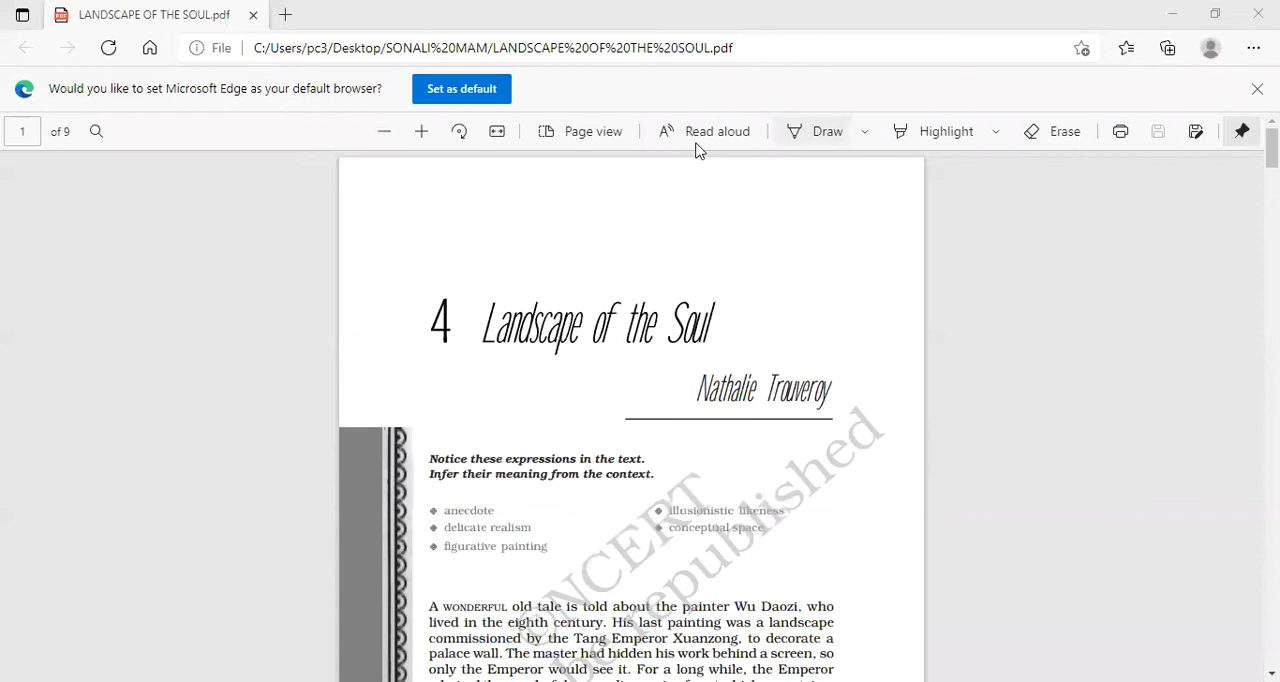 LANDSCAPE OF THE SOUL.pdf
File C:/Users/pc3/Desktop/SONALI%20MAM/LANDSCAPE%20OF%20THE%20SOUL.pdf
Would you like to set Microsoft Edge as your default browser? Set as default
1 of 9 Page view Read aloud Draw Highlight Erase
4 Landscape of the Soul
Nathalie Trouveroy
Notice these expressions in the text.
Infer their meaning from the context.
anecdote
delicate realism
figurative painting
illusionistic likeness
conceptual space
©NCERT
be republished
A WONDERFUL old tale is told about the painter Wu Daozi, who
lived in the eighth century. His last painting was a landscape
commissioned by the Tang Emperor Xuanzong, to decorate a
palace wall. The master had hidden his work behind a screen, so
only the Emperor would see it. For a long while, the Emperor